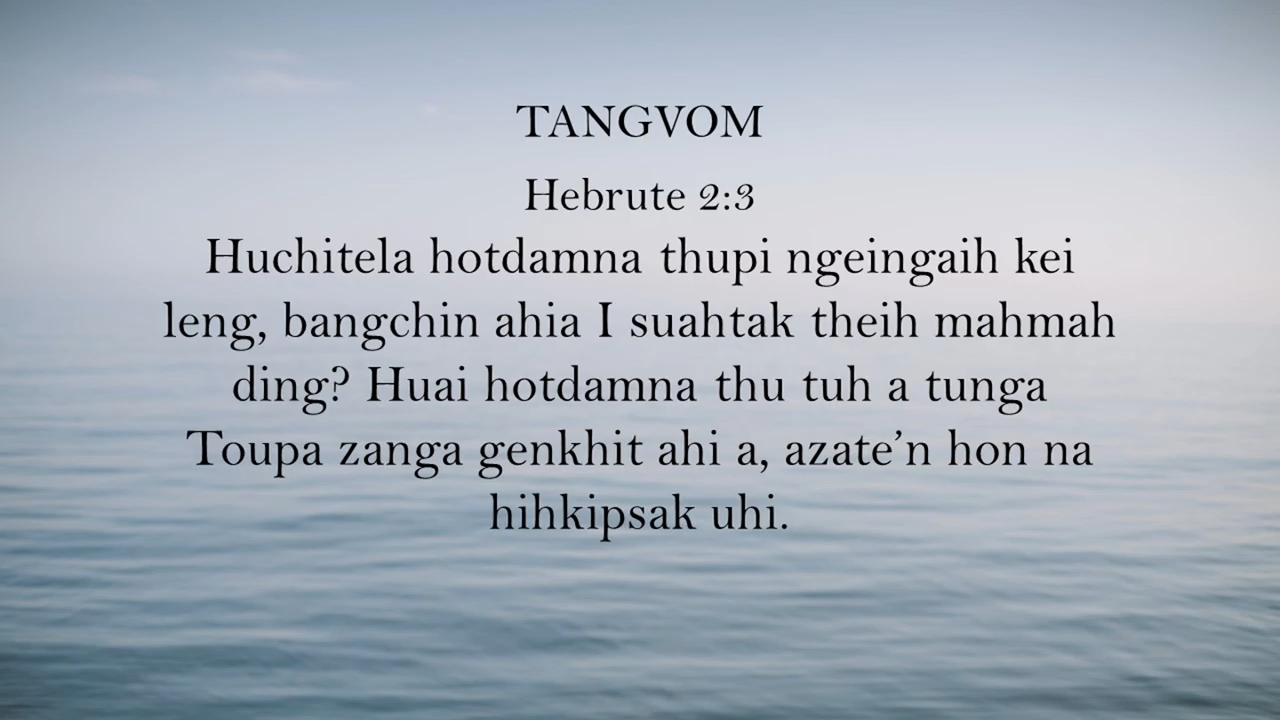 TANGVOM
Hebrute 2:3
Huchitela hotdamna thupi ngeingaih kei
leng, bangchin ahia I suahtak theih mahmah
ding? Huai hotdamna thu tuh a tunga
Toupa zanga genkhit ahi a, azate’n hon na
hihkipsak uhi.